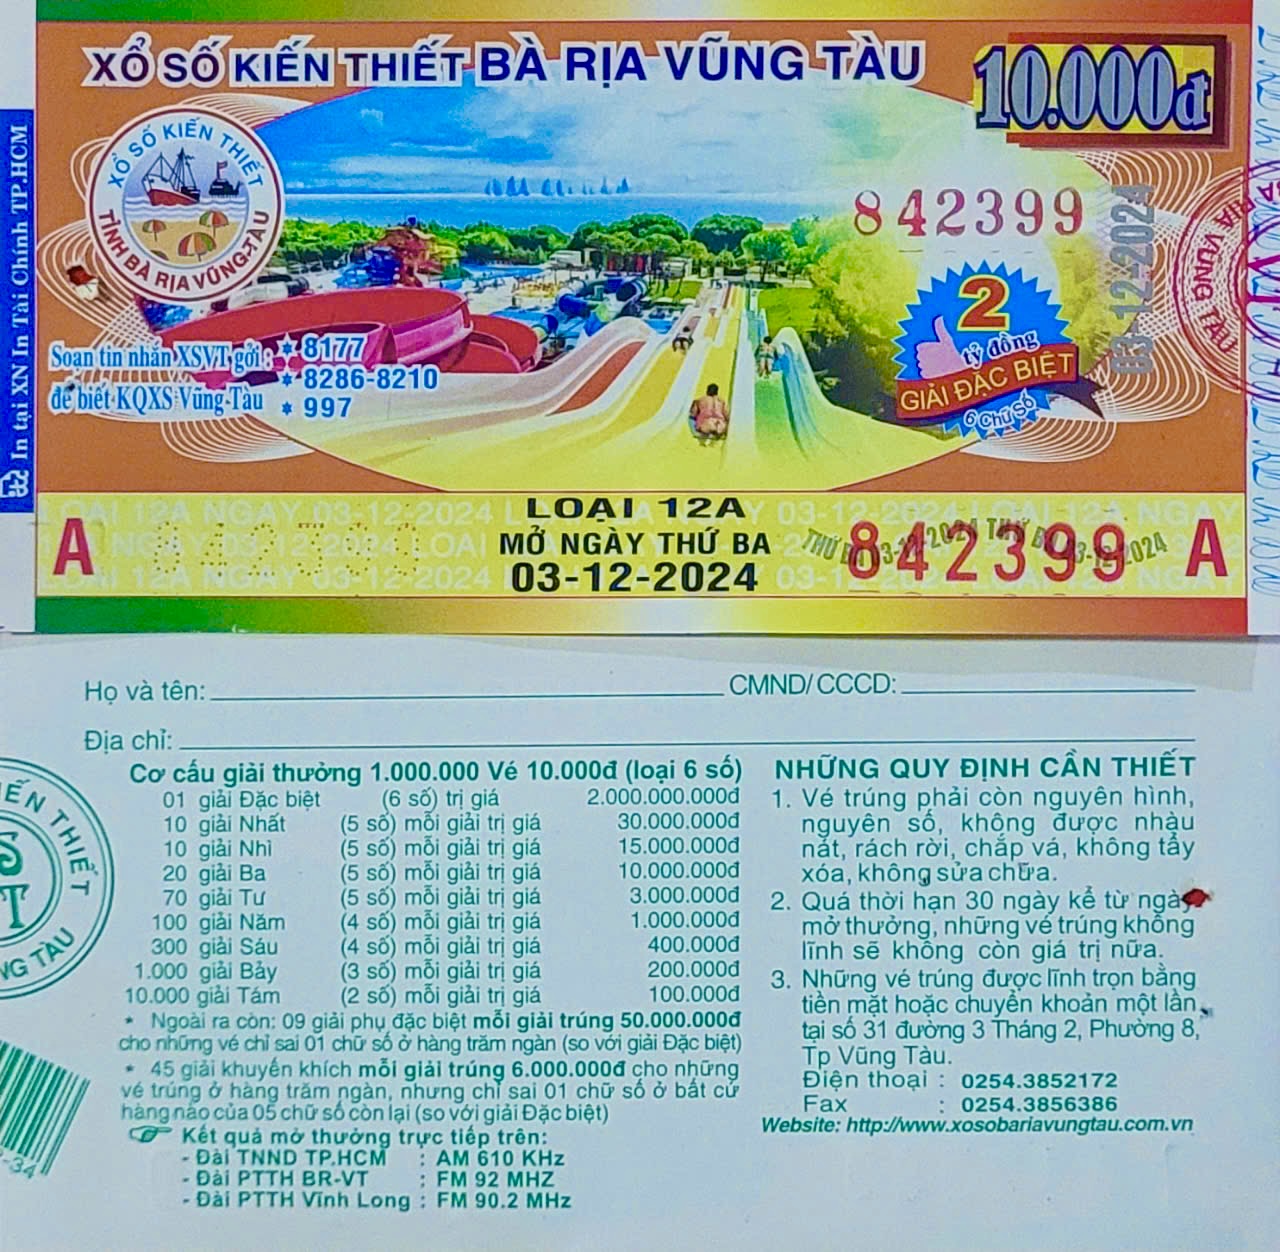 XỔ SỐ KIẾN THIẾT BÀ RỊA VŨNG TÀU
10.000đ
XỔ SỐ KIẾN THIẾT
TỈNH BÀ RỊA VŨNG-TÀU
In tại XN In Tài Chính TP.HCM
842399
03-12-2024
2
tỷ đồng
GIẢI ĐẶC BIỆT
6 Chữ Số
Soạn tin nhắn XSVT gởi : * 8177
* 8286-8210
để biết KQXS Vũng Tàu * 997
LOẠI 12A
MỞ NGÀY THỨ BA
03-12-2024
A
842399
THỨ BA 03-12-2024 THỨ BA 03-12-2024
A
LOẠI 12A NGÀY 03-12-2024
Họ và tên:
CMND/CCCD:
Địa chỉ:
Cơ cấu giải thưởng 1.000.000 Vé 10.000đ (loại 6 số)
01 giải Đặc biệt (6 số) trị giá 2.000.000.000đ
10 giải Nhất (5 số) mỗi giải trị giá 30.000.000đ
10 giải Nhì (5 số) mỗi giải trị giá 15.000.000đ
20 giải Ba (5 số) mỗi giải trị giá 10.000.000đ
70 giải Tư (5 số) mỗi giải trị giá 3.000.000đ
100 giải Năm (4 số) mỗi giải trị giá 1.000.000đ
300 giải Sáu (4 số) mỗi giải trị giá 400.000đ
1.000 giải Bảy (3 số) mỗi giải trị giá 200.000đ
10.000 giải Tám (2 số) mỗi giải trị giá 100.000đ
* Ngoài ra còn: 09 giải phụ đặc biệt mỗi giải trúng 50.000.000đ
cho những vé chỉ sai 01 chữ số ở hàng trăm ngàn (so với giải Đặc biệt)
* 45 giải khuyến khích mỗi giải trúng 6.000.000đ cho những
vé trúng ở hàng trăm ngàn, nhưng chỉ sai 01 chữ số ở bất cứ
hàng nào của 05 chữ số còn lại (so với giải Đặc biệt)
Kết quả mở thưởng trực tiếp trên:
- Đài TNND TP.HCM : AM 610 KHz
- Đài PTTH BR-VT : FM 92 MHZ
- Đài PTTH Vĩnh Long : FM 90.2 MHz
NHỮNG QUY ĐỊNH CẦN THIẾT
1. Vé trúng phải còn nguyên hình,
nguyên số, không được nhàu
nát, rách rời, chắp vá, không tẩy
xóa, không sửa chữa.
2. Quá thời hạn 30 ngày kể từ ngày
mở thưởng, những vé trúng không
lĩnh sẽ không còn giá trị nữa.
3. Những vé trúng được lĩnh trọn bằng
tiền mặt hoặc chuyển khoản một lần
tại số 31 đường 3 Tháng 2, Phường 8,
Tp Vũng Tàu.
Điện thoại : 0254.3852172
Fax : 0254.3856386
Website: http://www.xosobariavungtau.com.vn